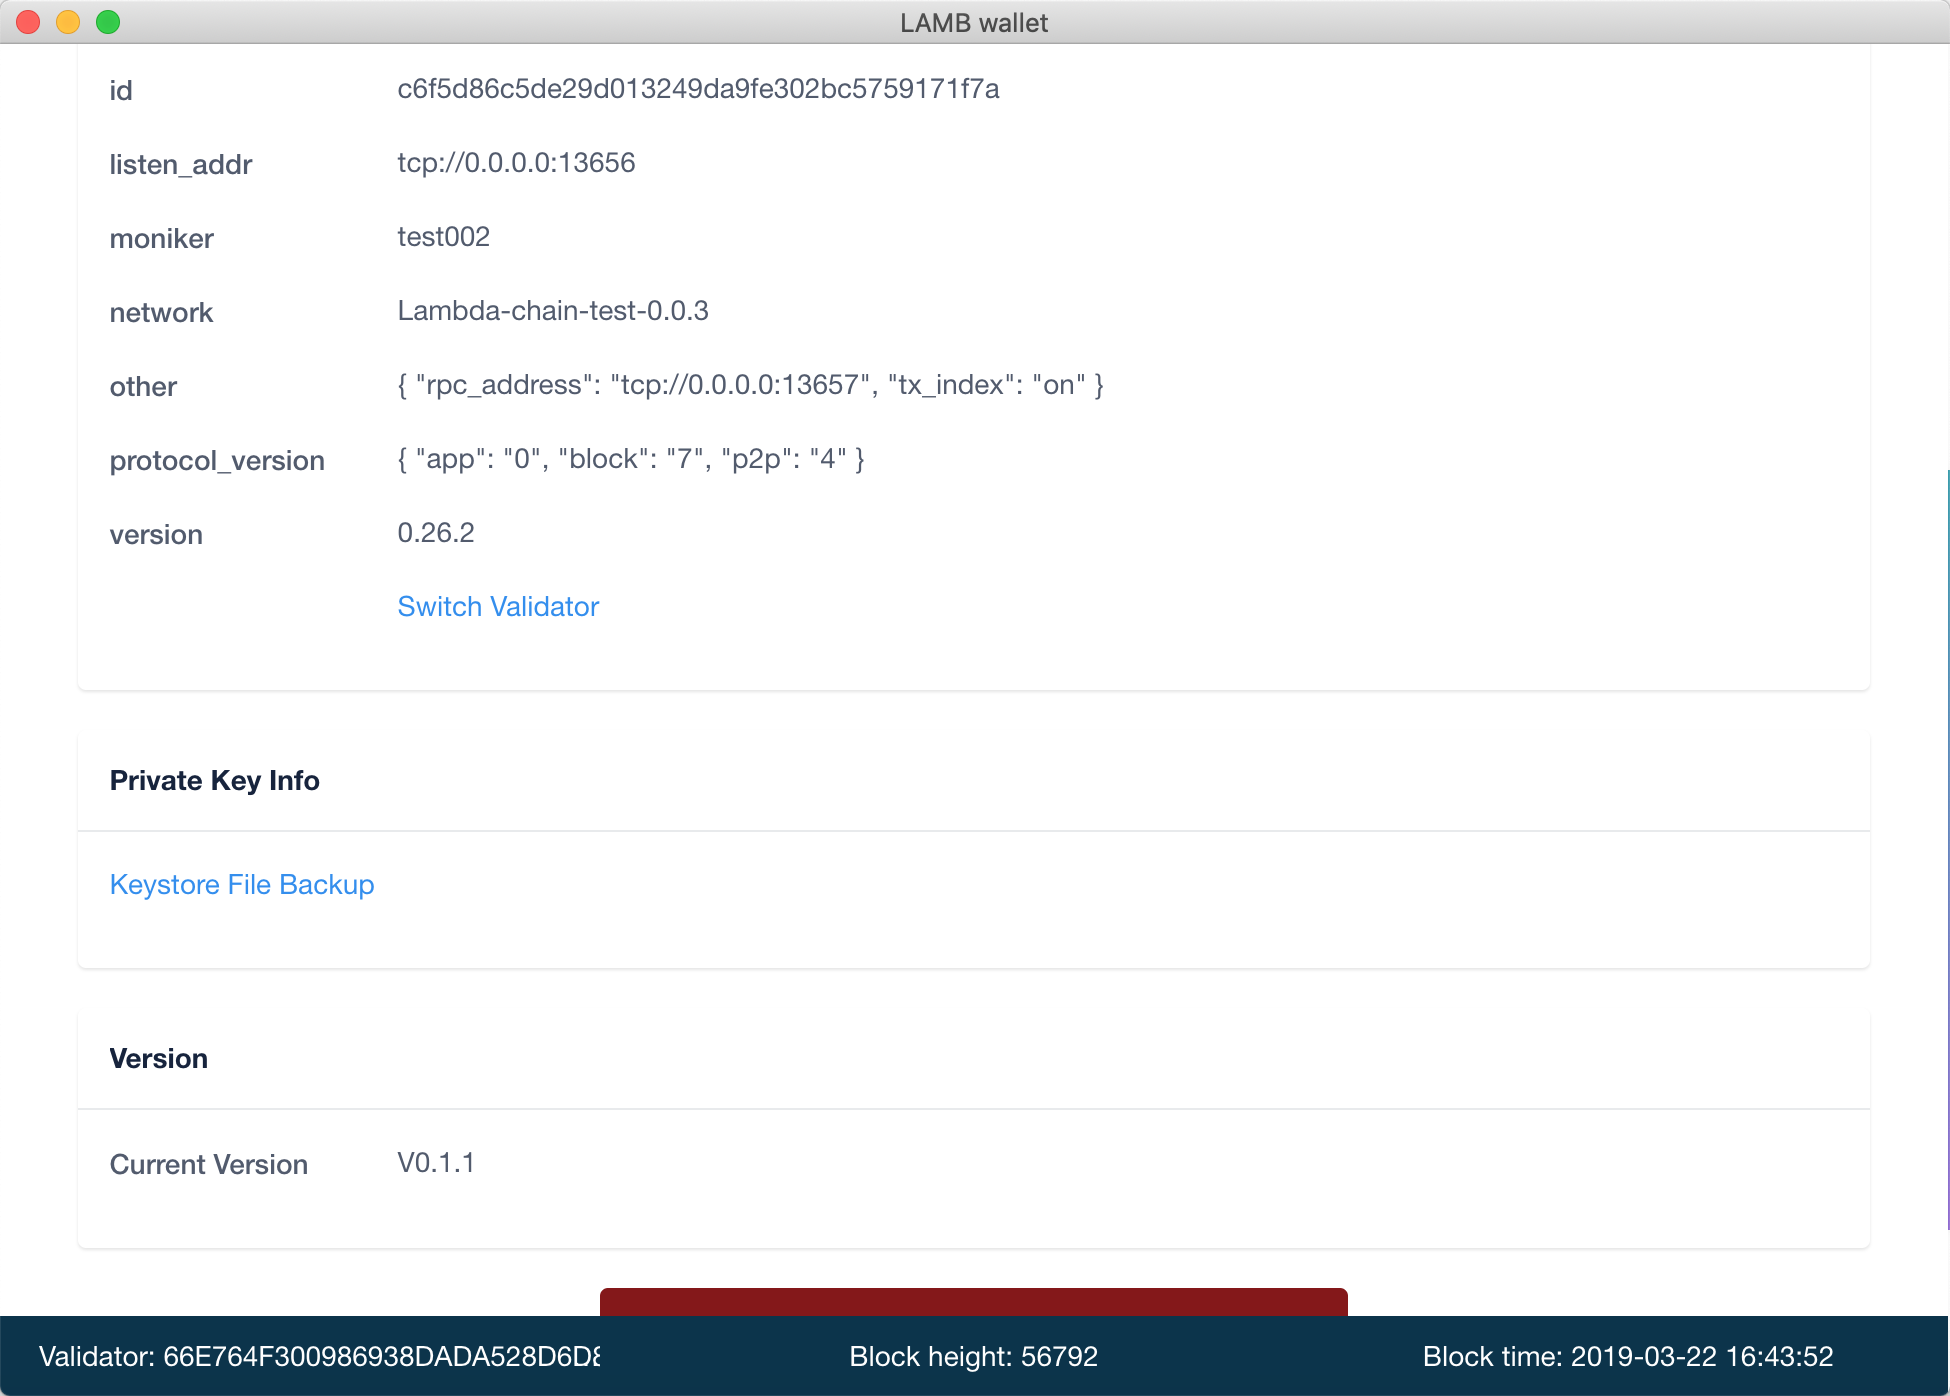 LAMB wallet
id c6f5d86c5de29d013249da9fe302bc5759171f7a
listen_addr tcp://0.0.0.0:13656
moniker test002
network Lambda-chain-test-0.0.3
other { "rpc_address": "tcp://0.0.0.0:13657", "tx_index": "on" }
protocol_version { "app": "0", "block": "7", "p2p": "4" }
version 0.26.2
Switch Validator
Private Key Info
Keystore File Backup
Version
Current Version V0.1.1
Validator: 66E764F300986938DADA528D6D8 Block height: 56792 Block time: 2019-03-22 16:43:52